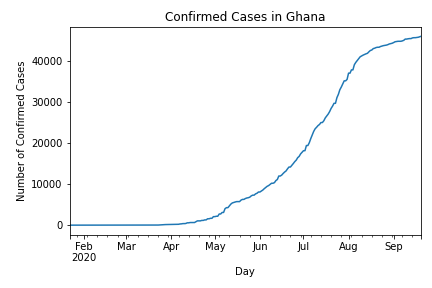 Confirmed Cases in Ghana
Number of Confirmed Cases
40000
30000
20000
10000
0
Feb Mar Apr May Jun Jul Aug Sep
2020
Day